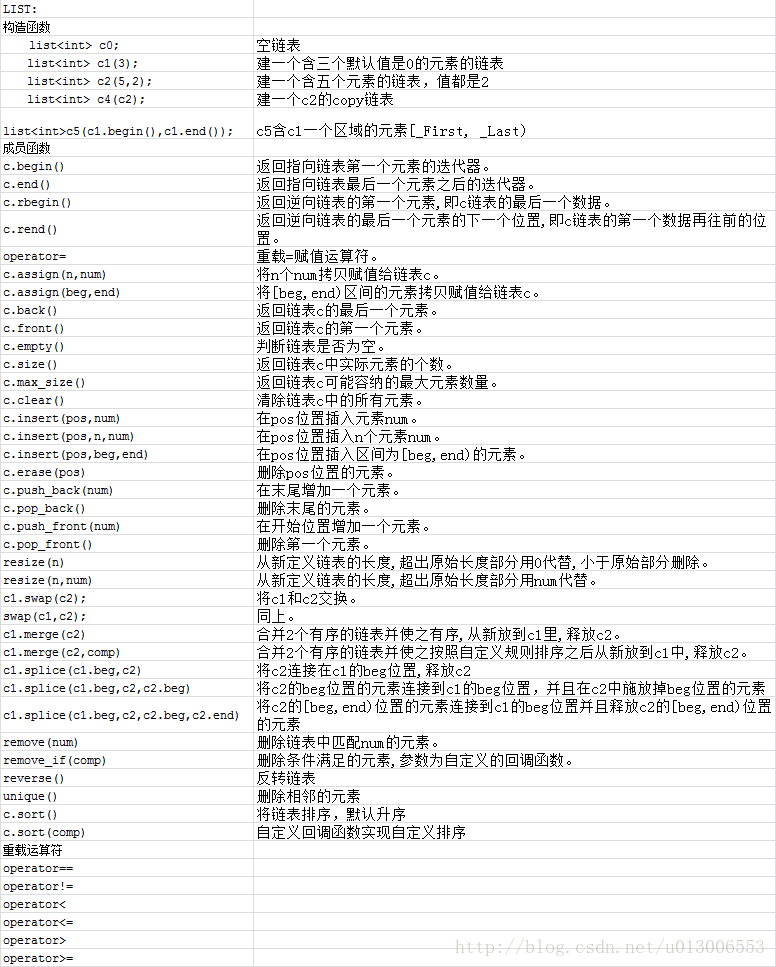 LIST:
构造函数
list<int> c0; 空链表
list<int> c1(3); 建一个含三个默认值是0的元素的链表
list<int> c2(5,2); 建一个含五个元素的链表，值都是2
list<int> c4(c2); 建一个c2的copy链表
list<int>c5(c1.begin(),c1.end()); c5含c1一个区域的元素[_First, _Last)
成员函数
c.begin() 返回指向链表第一个元素的迭代器。
c.end() 返回指向链表最后一个元素之后的迭代器。
c.rbegin() 返回逆向链表的第一个元素,即c链表的最后一个数据。
c.rend() 返回逆向链表的最后一个元素的下一个位置,即c链表的第一个数据再往前的位
置。
operator= 重载=赋值运算符。
c.assign(n,num) 将n个num拷贝赋值给链表c。
c.assign(beg,end) 将[beg,end)区间的元素拷贝赋值给链表c。
c.back() 返回链表c的最后一个元素。
c.front() 返回链表c的第一个元素。
c.empty() 判断链表是否为空。
c.size() 返回链表c中实际元素的个数。
c.max_size() 返回链表c可能容纳的最大元素数量。
c.clear() 清除链表c中的所有元素。
c.insert(pos,num) 在pos位置插入元素num。
c.insert(pos,n,num) 在pos位置插入n个元素num。
c.insert(pos,beg,end) 在pos位置插入区间为[beg,end)的元素。
c.erase(pos) 删除pos位置的元素。
c.push_back(num) 在末尾增加一个元素。
c.pop_back() 删除末尾的元素。
c.push_front(num) 在开始位置增加一个元素。
c.pop_front() 删除第一个元素。
resize(n) 从新定义链表的长度,超出原始长度部分用0代替,小于原始部分删除。
resize(n,num) 从新定义链表的长度,超出原始长度部分用num代替。
c1.swap(c2); 将c1和c2交换。
swap(c1,c2); 同上。
c1.merge(c2) 合并2个有序的链表并使之有序,从新放到c1里,释放c2。
c1.merge(c2,comp) 合并2个有序的链表并使之按照自定义规则排序之后从新放到c1中,释放c2。
c1.splice(c1.beg,c2) 将c2连接在c1的beg位置,释放c2
c1.splice(c1.beg,c2,c2.beg) 将c2的beg位置的元素连接到c1的beg位置，并且在c2中施放掉beg位置的元素
c1.splice(c1.beg,c2,c2.beg,c2.end) 将c2的[beg,end)位置的元素连接到c1的beg位置并且释放c2的[beg,end)位置
的元素
remove(num) 删除链表中匹配num的元素。
remove_if(comp) 删除条件满足的元素,参数为自定义的回调函数。
reverse() 反转链表
unique() 删除相邻的元素
c.sort() 将链表排序，默认升序
c.sort(comp) 自定义回调函数实现自定义排序
重载运算符
operator==
operator!=
operator<
operator<=
operator>
operator>=
http://blog.csdn.net/u013006553